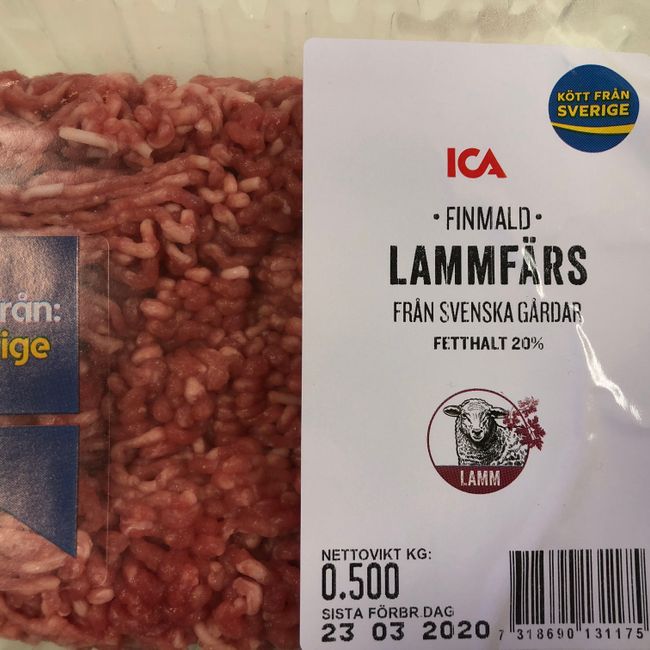 rån:
ige
KÖTT FRÅN
SVERIGE
ICA
• FINMALD •
LAMMFÄRS
FRÅN SVENSKA GÅRDAR
FETTHALT 20%
LAMM
NETTOVIKT KG:
0.500
SISTA FÖRBR.DAG
23 03 2020
7 318690 131175